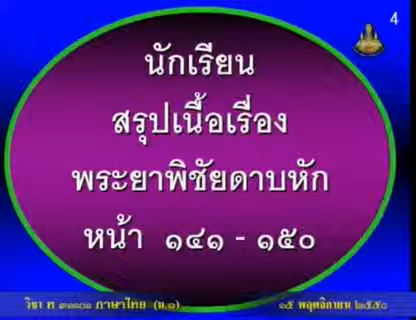 4
นักเรียน
สรุปเนื้อเรื่อง
พระยาพิชัยดาบหัก
หน้า ๑๔๑ - ๑๕๐
วิชา ท ๓๑๑๐๑ ภาษาไทย (ม.๑) ๑๕ พฤศจิกายน ๒๕๕๐